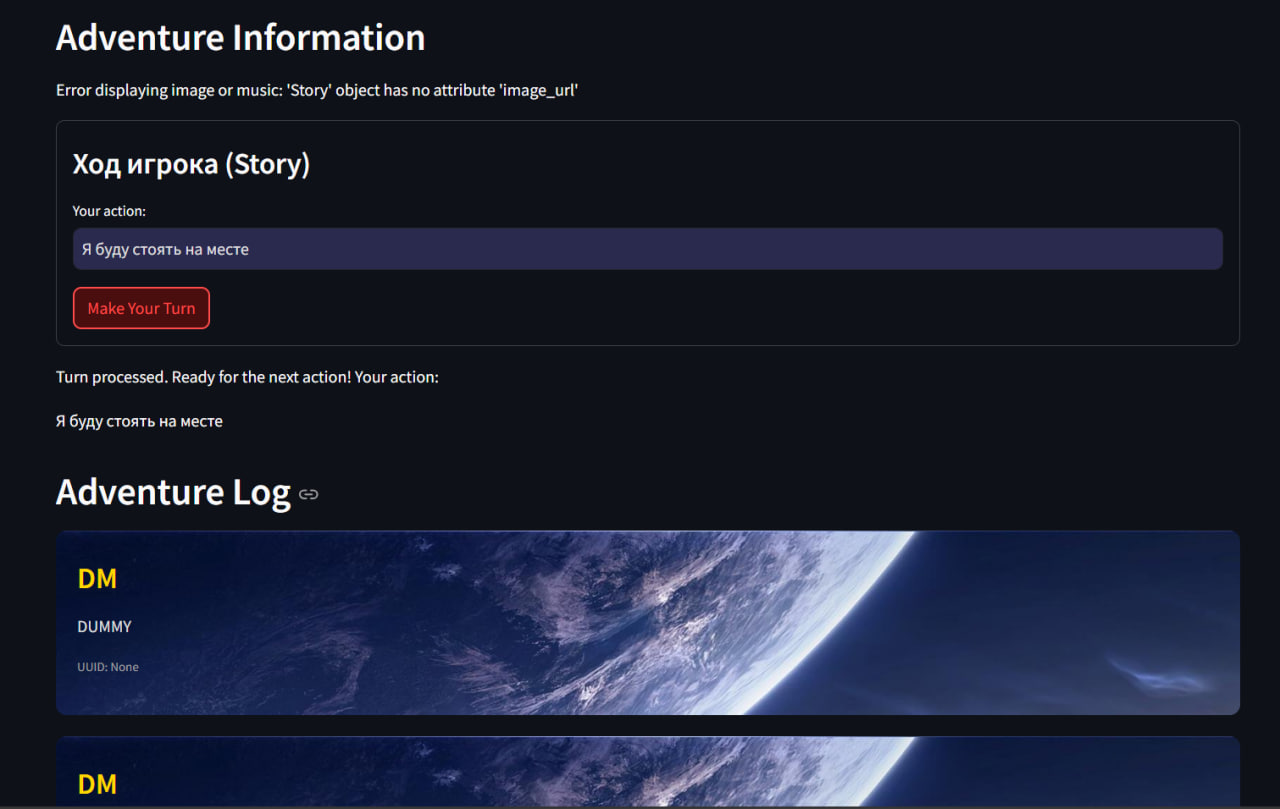 Adventure Information
Error displaying image or music: 'Story' object has no attribute 'image_url'
Ход игрока (Story)
Your action:
Я буду стоять на месте
Make Your Turn
Turn processed. Ready for the next action! Your action:
Я буду стоять на месте
Adventure Log
DM
DUMMY
UUID: None
DM